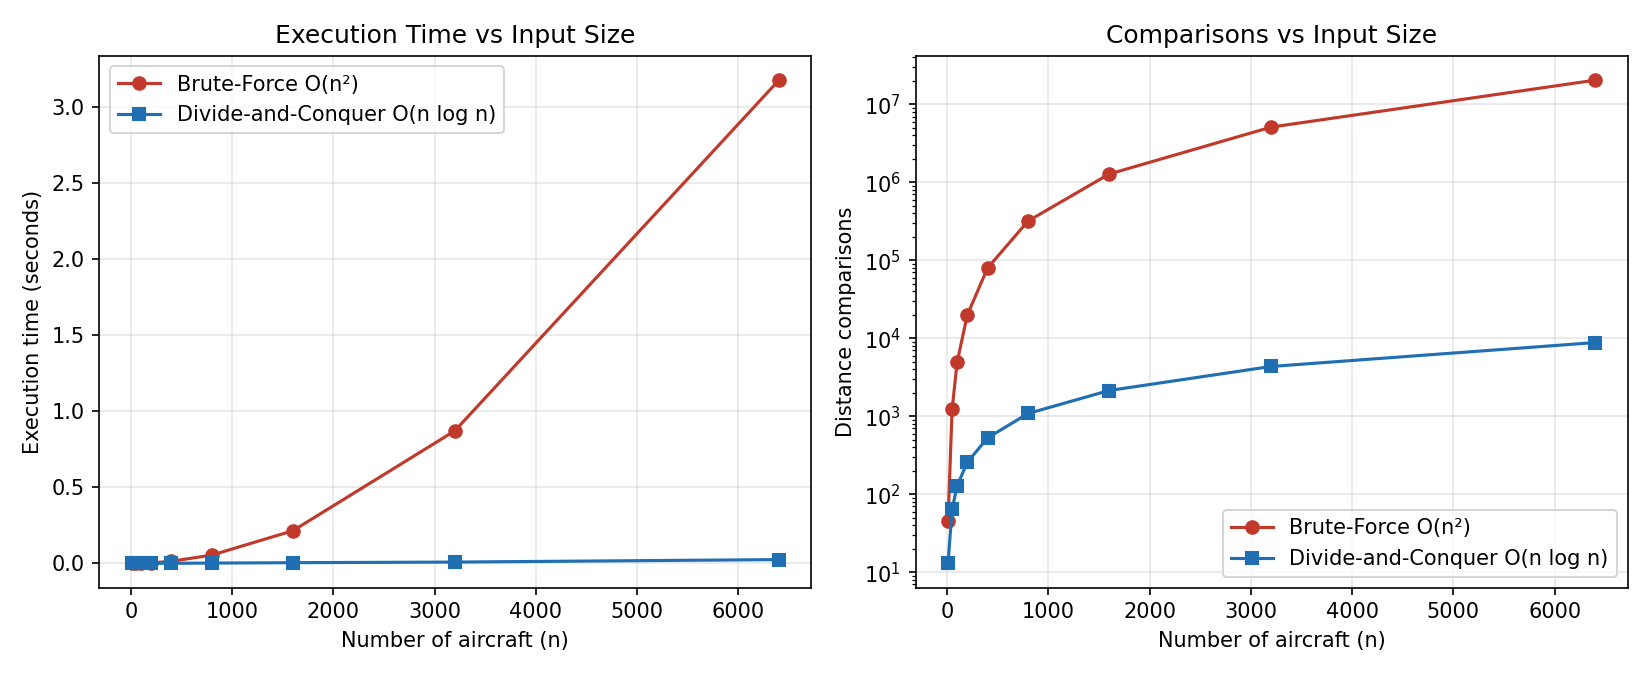 Execution Time vs Input Size
Brute-Force O(n²)
Divide-and-Conquer O(n log n)
Execution time (seconds)
3.0
2.5
2.0
1.5
1.0
0.5
0.0
0
1000
2000
3000
4000
5000
6000
Number of aircraft (n)
Comparisons vs Input Size
Distance comparisons
10⁷
10⁶
10⁵
10⁴
10³
10²
10¹
Brute-Force O(n²)
Divide-and-Conquer O(n log n)
0
1000
2000
3000
4000
5000
6000
Number of aircraft (n)